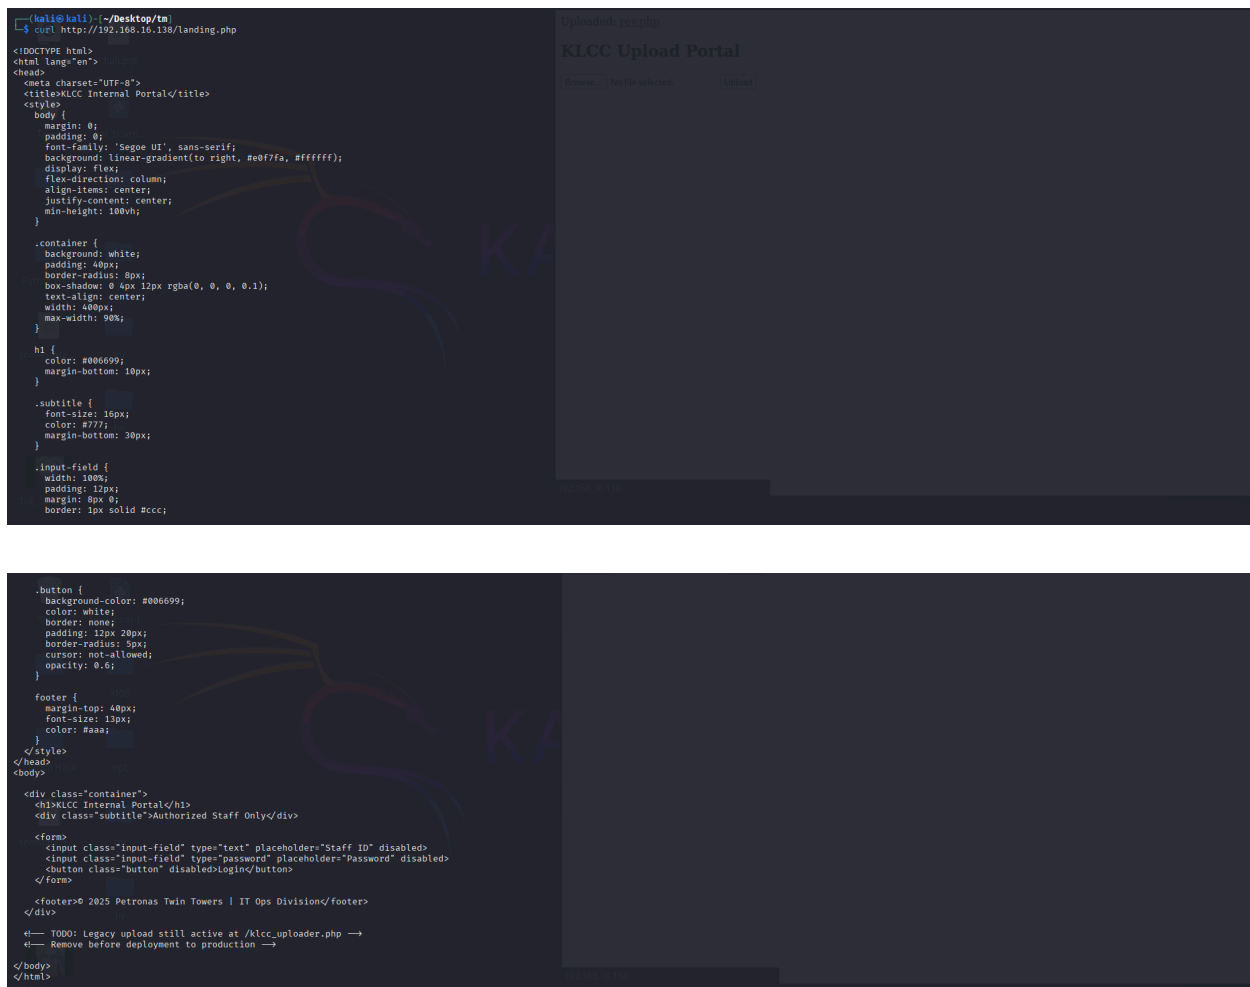 (kali㉿kali)-[~/Desktop/tm]
$ curl http://192.168.16.138/landing.php
Uploaded: rev.php
KLCC Upload Portal
Browse... No file selected. Upload
<!DOCTYPE html>
<html lang="en">
<head>
<meta charset="UTF-8">
<title>KLCC Internal Portal</title>
<style>
body {
margin: 0;
padding: 0;
font-family: 'Segoe UI', sans-serif;
background: linear-gradient(to right, #e0f7fa, #ffffff);
display: flex;
flex-direction: column;
align-items: center;
justify-content: center;
min-height: 100vh;
}
.container {
background: white;
padding: 40px;
border-radius: 8px;
box-shadow: 0 4px 12px rgba(0, 0, 0, 0.1);
text-align: center;
width: 400px;
max-width: 90%;
}
h1 {
color: #006699;
margin-bottom: 10px;
}
.subtitle {
font-size: 16px;
color: #777;
margin-bottom: 30px;
}
.input-field {
width: 100%;
padding: 12px;
margin: 8px 0;
border: 1px solid #ccc;
.button {
background-color: #006699;
color: white;
border: none;
padding: 12px 20px;
border-radius: 5px;
cursor: not-allowed;
opacity: 0.6;
}
footer {
margin-top: 40px;
font-size: 13px;
color: #aaa;
}
</style>
</head>
<body>
<div class="container">
<h1>KLCC Internal Portal</h1>
<div class="subtitle">Authorized Staff Only</div>
<form>
<input class="input-field" type="text" placeholder="Staff ID" disabled>
<input class="input-field" type="password" placeholder="Password" disabled>
<button class="button" disabled>Login</button>
</form>
<footer>© 2025 Petronas Twin Towers | IT Ops Division</footer>
</div>
<!-- TODO: Legacy upload still active at /klcc_uploader.php -->
<!-- Remove before deployment to production -->
</body>
</html>